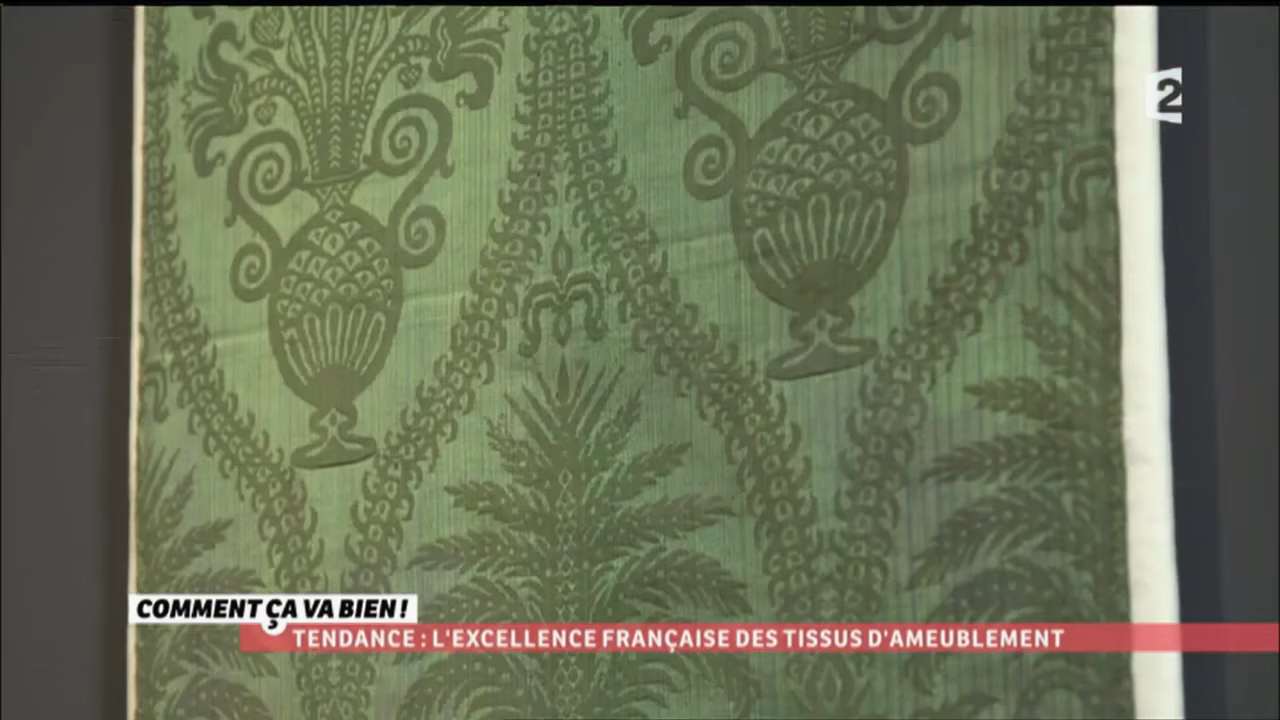 2
COMMENT ÇA VA BIEN !
TENDANCE : L'EXCELLENCE FRANÇAISE DES TISSUS D'AMEUBLEMENT